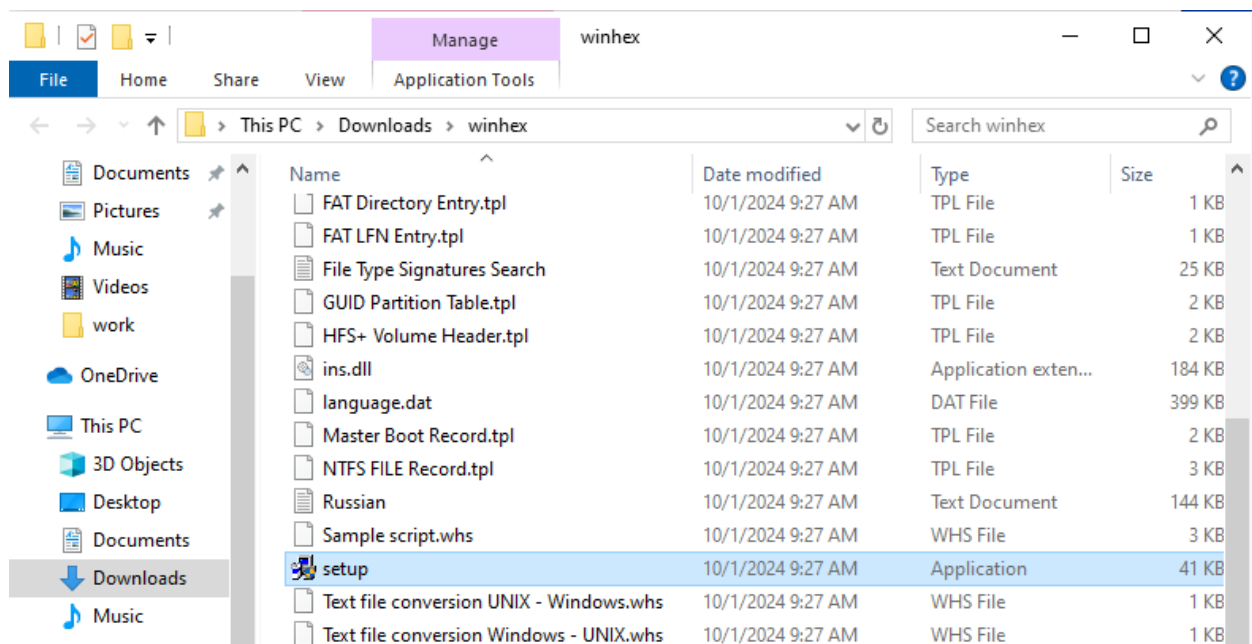 Manage winhex
File Home Share View Application Tools
This PC > Downloads > winhex Search winhex
Documents
Pictures
Music
Videos
work
OneDrive
This PC
3D Objects
Desktop
Documents
Downloads
Music
Name Date modified Type Size
FAT Directory Entry.tpl 10/1/2024 9:27 AM TPL File 1 KB
FAT LFN Entry.tpl 10/1/2024 9:27 AM TPL File 1 KB
File Type Signatures Search 10/1/2024 9:27 AM Text Document 25 KB
GUID Partition Table.tpl 10/1/2024 9:27 AM TPL File 2 KB
HFS+ Volume Header.tpl 10/1/2024 9:27 AM TPL File 2 KB
ins.dll 10/1/2024 9:27 AM Application exten... 184 KB
language.dat 10/1/2024 9:27 AM DAT File 399 KB
Master Boot Record.tpl 10/1/2024 9:27 AM TPL File 2 KB
NTFS FILE Record.tpl 10/1/2024 9:27 AM TPL File 3 KB
Russian 10/1/2024 9:27 AM Text Document 144 KB
Sample script.whs 10/1/2024 9:27 AM WHS File 3 KB
setup 10/1/2024 9:27 AM Application 41 KB
Text file conversion UNIX - Windows.whs 10/1/2024 9:27 AM WHS File 1 KB
Text file conversion Windows - UNIX.whs 10/1/2024 9:27 AM WHS File 1 KB